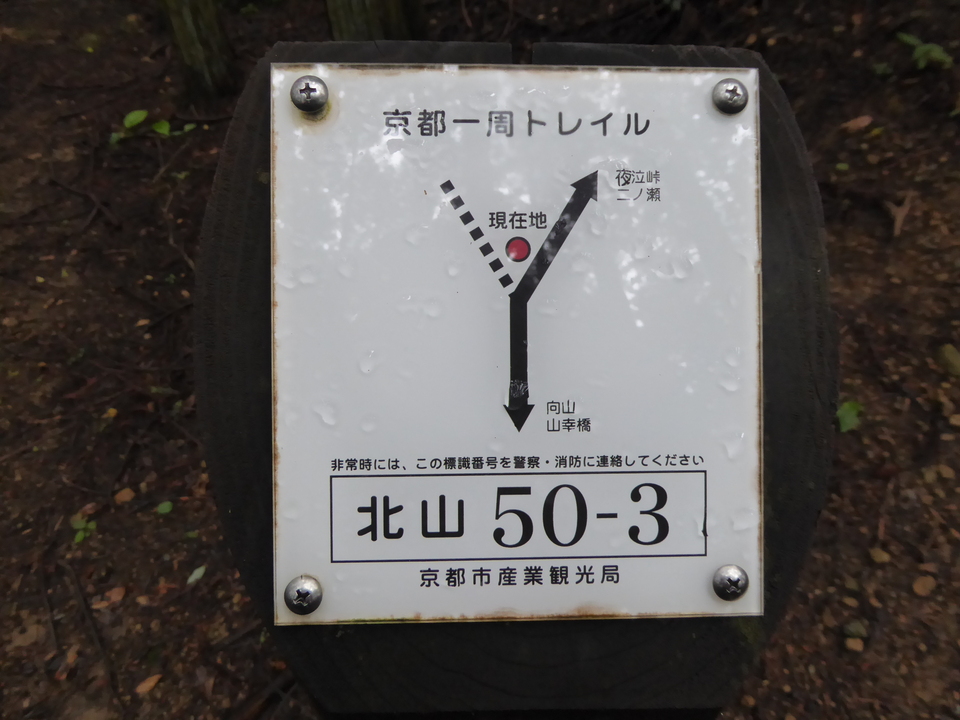 京都一周トレイル
夜泣峠
二ノ瀬
現在地
向山
山幸橋
非常時には、この標識番号を警察・消防に連絡してください
北山 50-3
京都市産業観光局